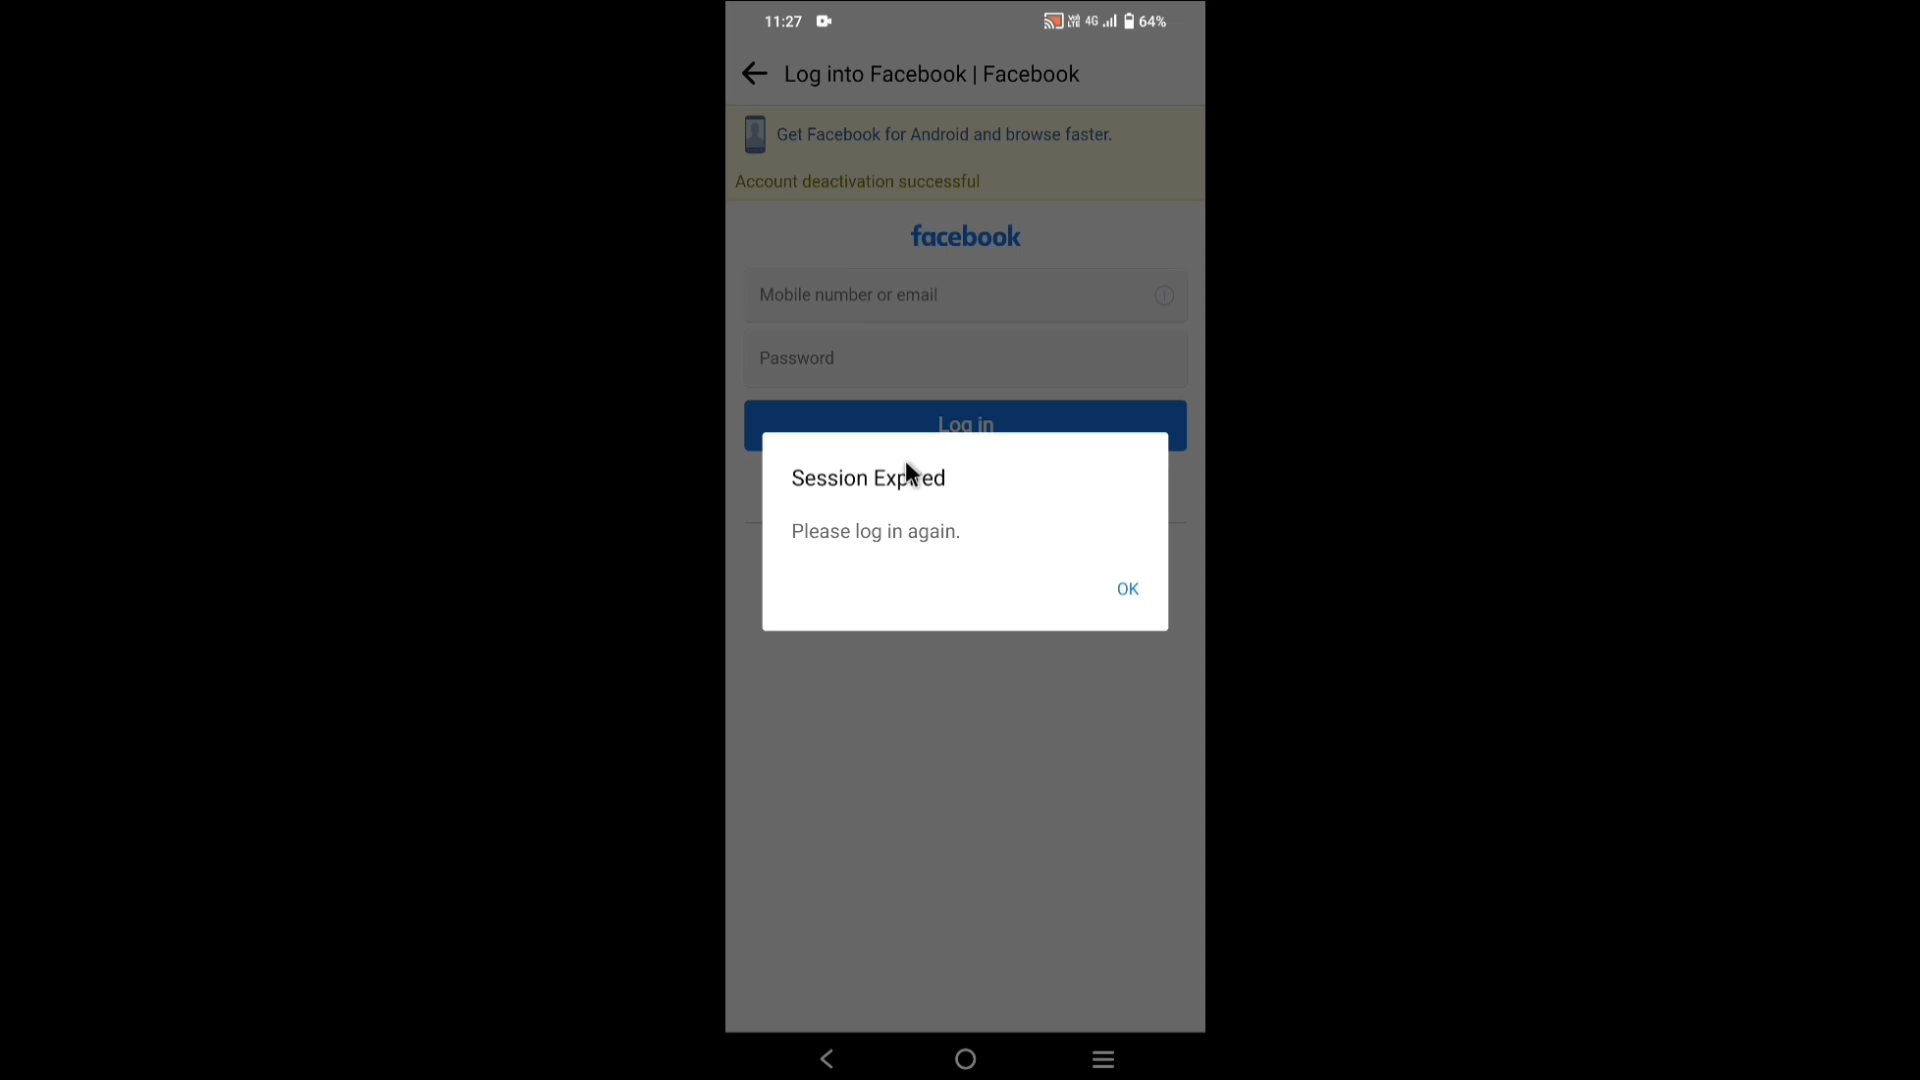 11:27 4G 64%
Log into Facebook | Facebook
Get Facebook for Android and browse faster.
Account deactivation successful
facebook
Mobile number or email
Password
Log in
Session Expired
Please log in again.
OK